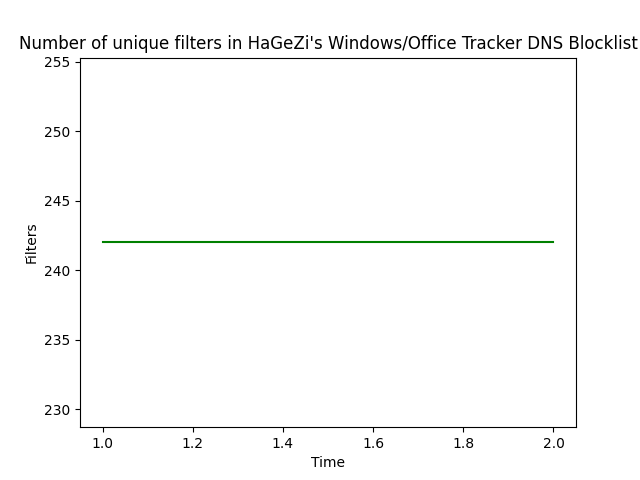 Number of unique filters in HaGeZi's Windows/Office Tracker DNS Blocklist
255
250
245
240
235
230
Filters
1.0 1.2 1.4 1.6 1.8 2.0
Time